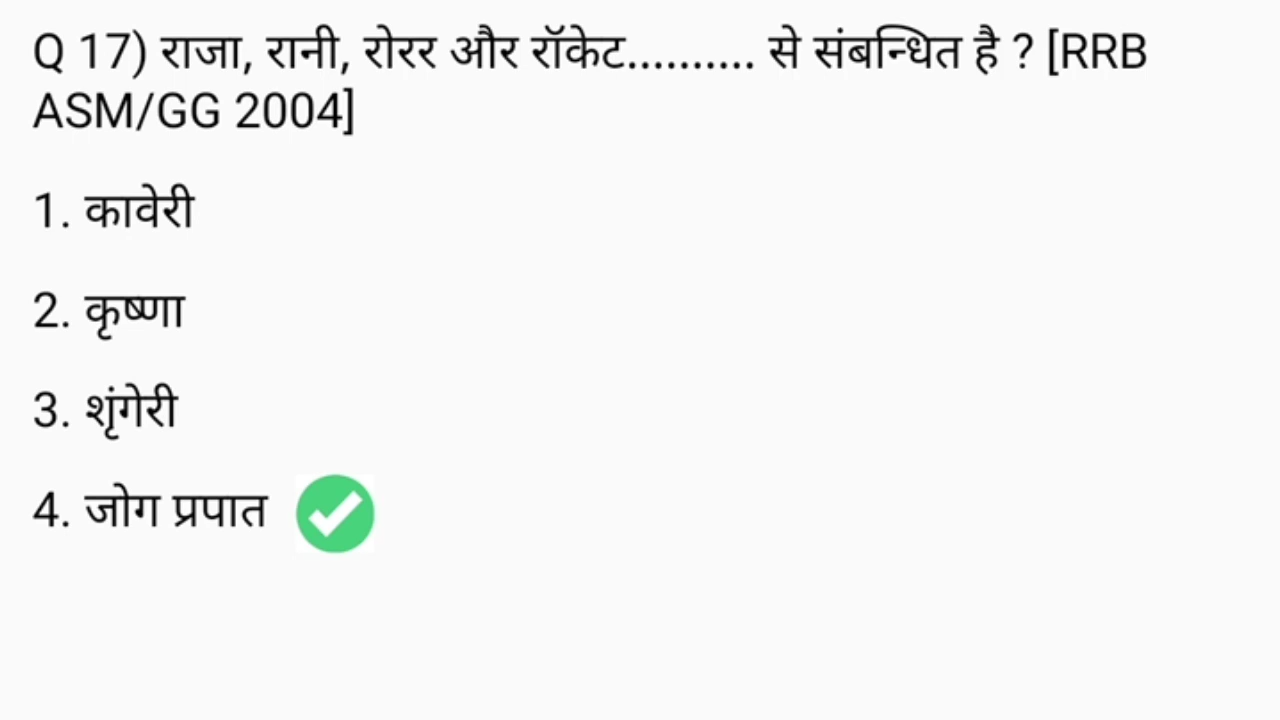 Q 17) राजा, रानी, रोरर और रॉकेट.......... से संबन्धित है ? [RRB
ASM/GG 2004]
1. कावेरी
2. कृष्णा
3. शृंगेरी
4. जोग प्रपात